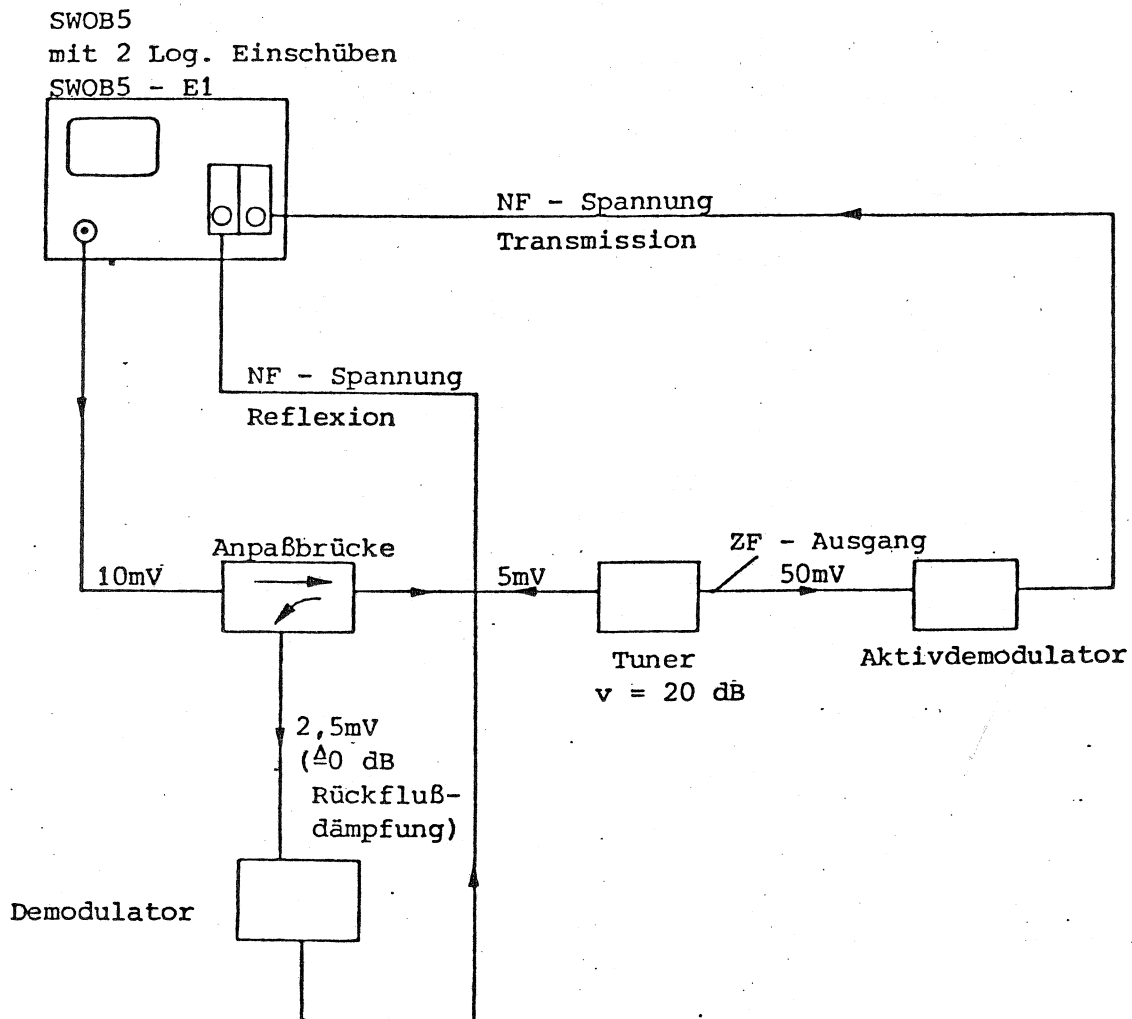 SWOB5
mit 2 Log. Einschüben
SWOB5 - E1
NF - Spannung
Transmission
NF - Spannung
Reflexion
Anpaßbrücke
ZF - Ausgang
10mV
5mV
50mV
Tuner
v = 20 dB
Aktivdemodulator
2,5mV
(≙0 dB
Rückfluß-
dämpfung)
Demodulator